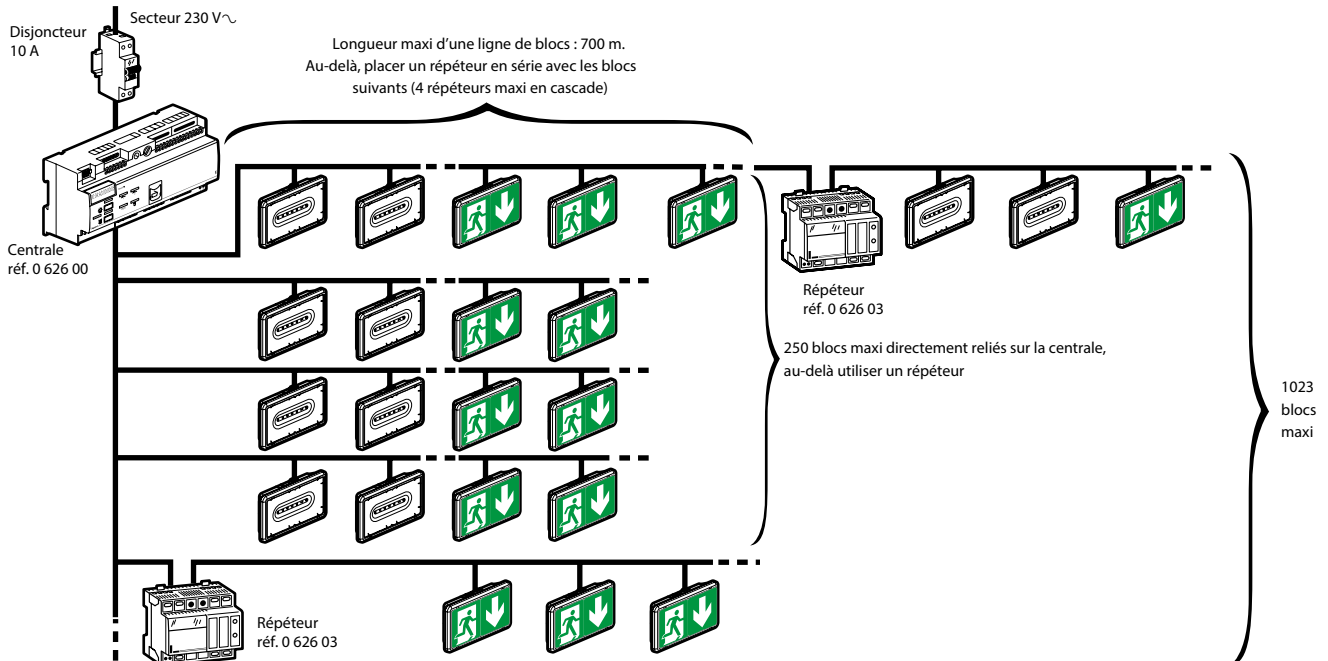 Secteur 230 V~
Disjoncteur
10 A
Longueur maxi d'une ligne de blocs : 700 m.
Au-delà, placer un répéteur en série avec les blocs
suivants (4 répéteurs maxi en cascade)
Centrale
réf. 0 626 00
Répéteur
réf. 0 626 03
250 blocs maxi directement reliés sur la centrale,
au-delà utiliser un répéteur
1023
blocs
maxi
Répéteur
réf. 0 626 03